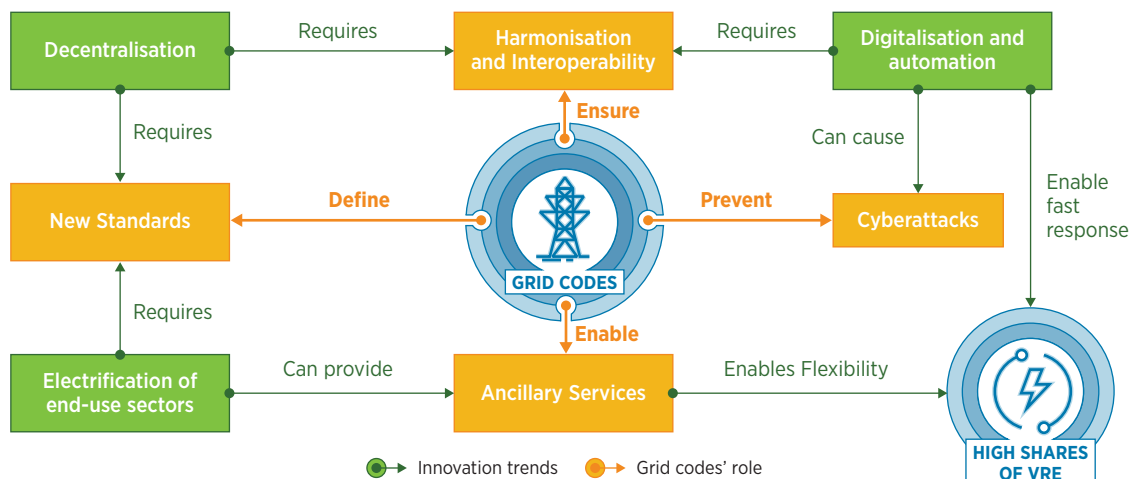 Decentralisation
Requires
Harmonisation
and Interoperability
Requires
Digitalisation and
automation
Ensure
Requires
Can cause
Enable
fast
response
New Standards
Define
GRID CODES
Prevent
Cyberattacks
Requires
Enable
Electrification of
end-use sectors
Can provide
Ancillary Services
Enables Flexibility
HIGH SHARES
OF VRE
Innovation trends
Grid codes' role